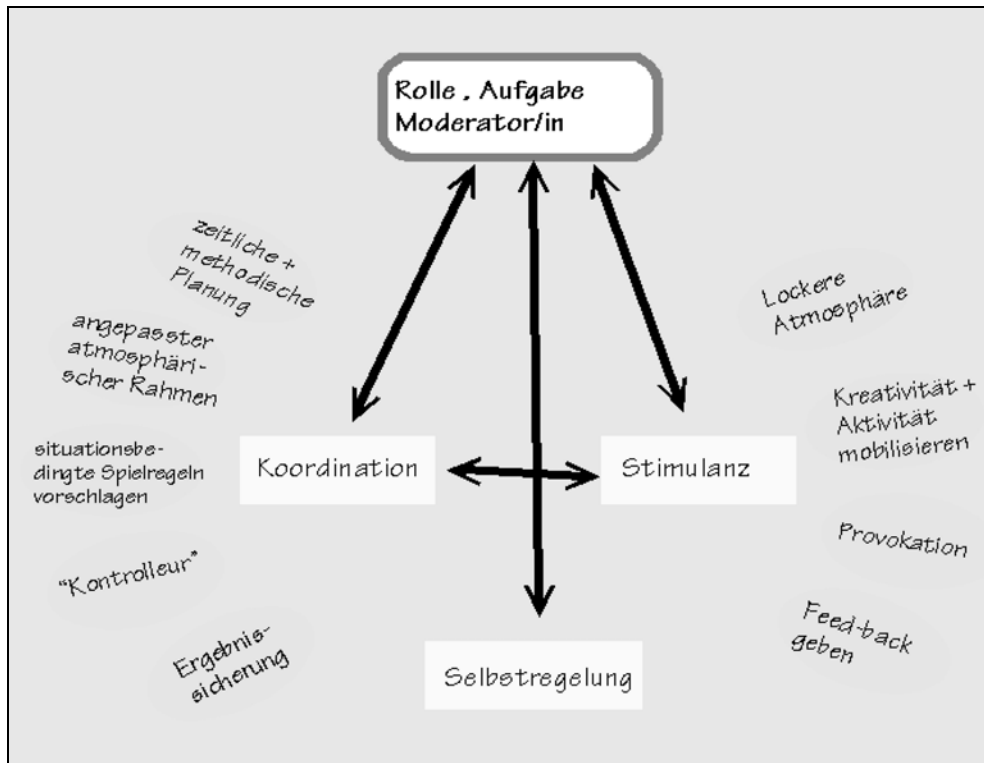 Rolle . Aufgabe
Moderator/in
zeitliche +
methodische
Planung
angepasster
atmosphäri-
scher Rahmen
situationsbe-
dingte Spielregeln
vorschlagen
"Kontrolleur"
Ergebnis-
sicherung
Koordination
Stimulanz
Selbstregelung
Lockere
Atmosphäre
Kreativität +
Aktivität
mobilisieren
Provokation
Feed-back
geben